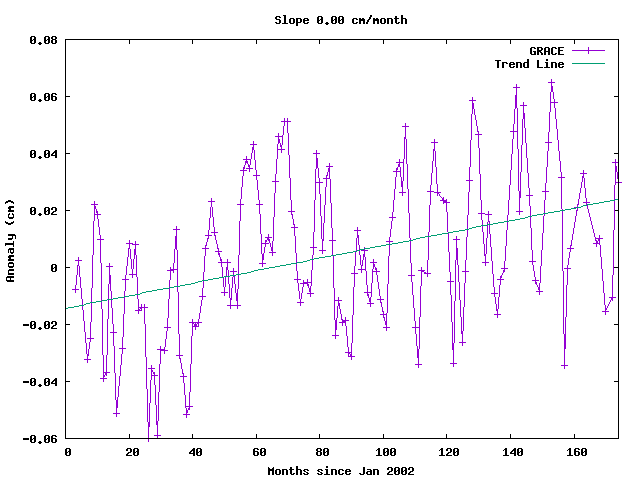 Slope 0.00 cm/month
0.08
0.06
0.04
0.02
0
-0.02
-0.04
-0.06
Anomaly (cm)
GRACE
Trend Line
0 20 40 60 80 100 120 140 160
Months since Jan 2002